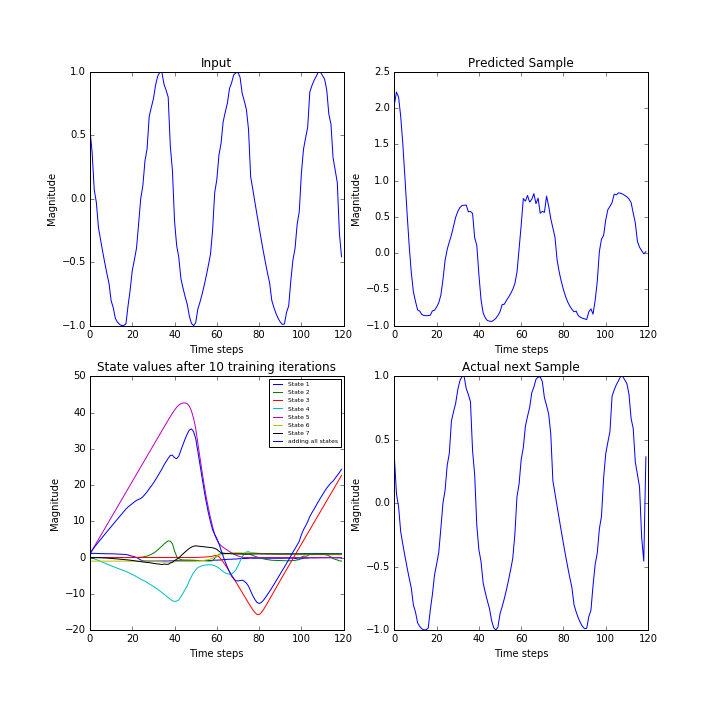 Input
Magnitude
1.0
0.5
0.0
−0.5
−1.0
0 20 40 60 80 100 120
Time steps
Predicted Sample
Magnitude
2.5
2.0
1.5
1.0
0.5
0.0
−0.5
−1.0
0 20 40 60 80 100 120
Time steps
State values after 10 training iterations
Magnitude
50
40
30
20
10
0
−10
−20
0 20 40 60 80 100 120
Time steps
State 1
State 2
State 3
State 4
State 5
State 6
State 7
adding all states
Actual next Sample
Magnitude
1.0
0.5
0.0
−0.5
−1.0
0 20 40 60 80 100 120
Time steps